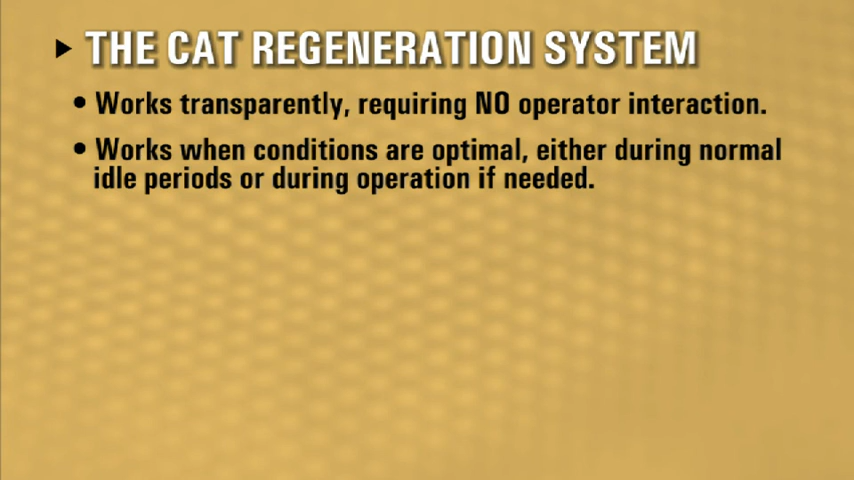 ► THE CAT REGENERATION SYSTEM
• Works transparently, requiring NO operator interaction.
• Works when conditions are optimal, either during normal
idle periods or during operation if needed.